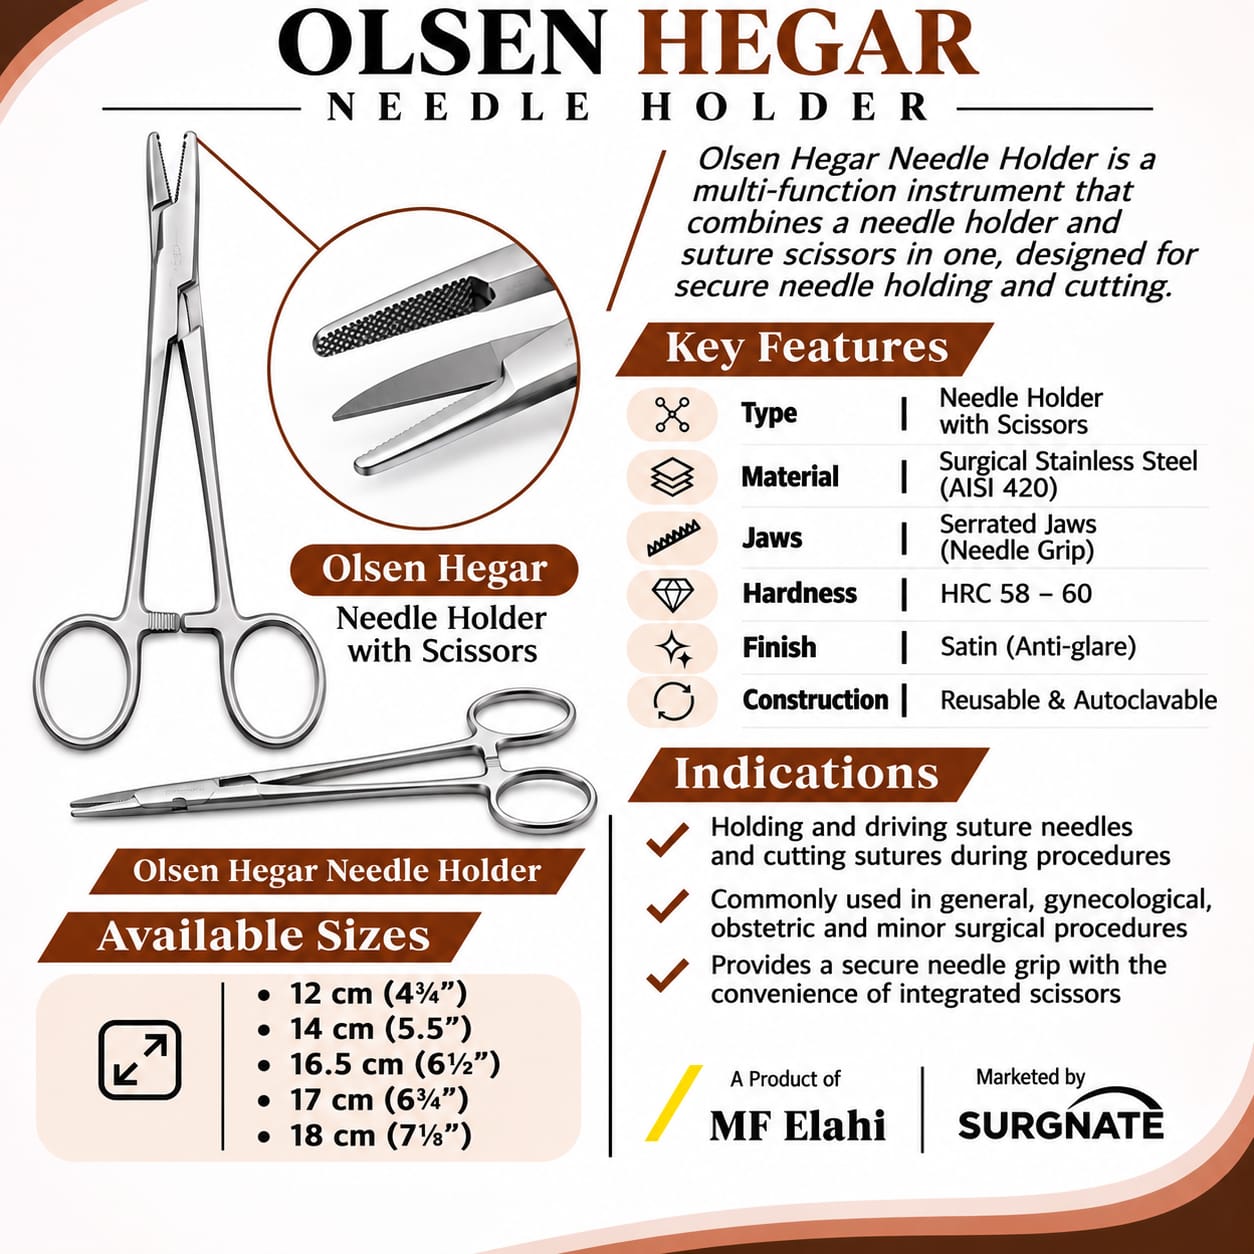 OLSEN HEGAR
NEEDLE HOLDER
Olsen Hegar Needle Holder is a
multi-function instrument that
combines a needle holder and
suture scissors in one, designed for
secure needle holding and cutting.
Olsen Hegar
Needle Holder
with Scissors
Olsen Hegar Needle Holder
Available Sizes
• 12 cm (4¾”)
• 14 cm (5.5”)
• 16.5 cm (6½”)
• 17 cm (6¾”)
• 18 cm (7⅛”)
Key Features
Type | Needle Holder
with Scissors
Material | Surgical Stainless Steel
(AISI 420)
Jaws | Serrated Jaws
(Needle Grip)
Hardness | HRC 58 – 60
Finish | Satin (Anti-glare)
Construction | Reusable & Autoclavable
Indications
Holding and driving suture needles
and cutting sutures during procedures
Commonly used in general, gynecological,
obstetric and minor surgical procedures
Provides a secure needle grip with the
convenience of integrated scissors
A Product of
MF Elahi
Marketed by
SURGNATE